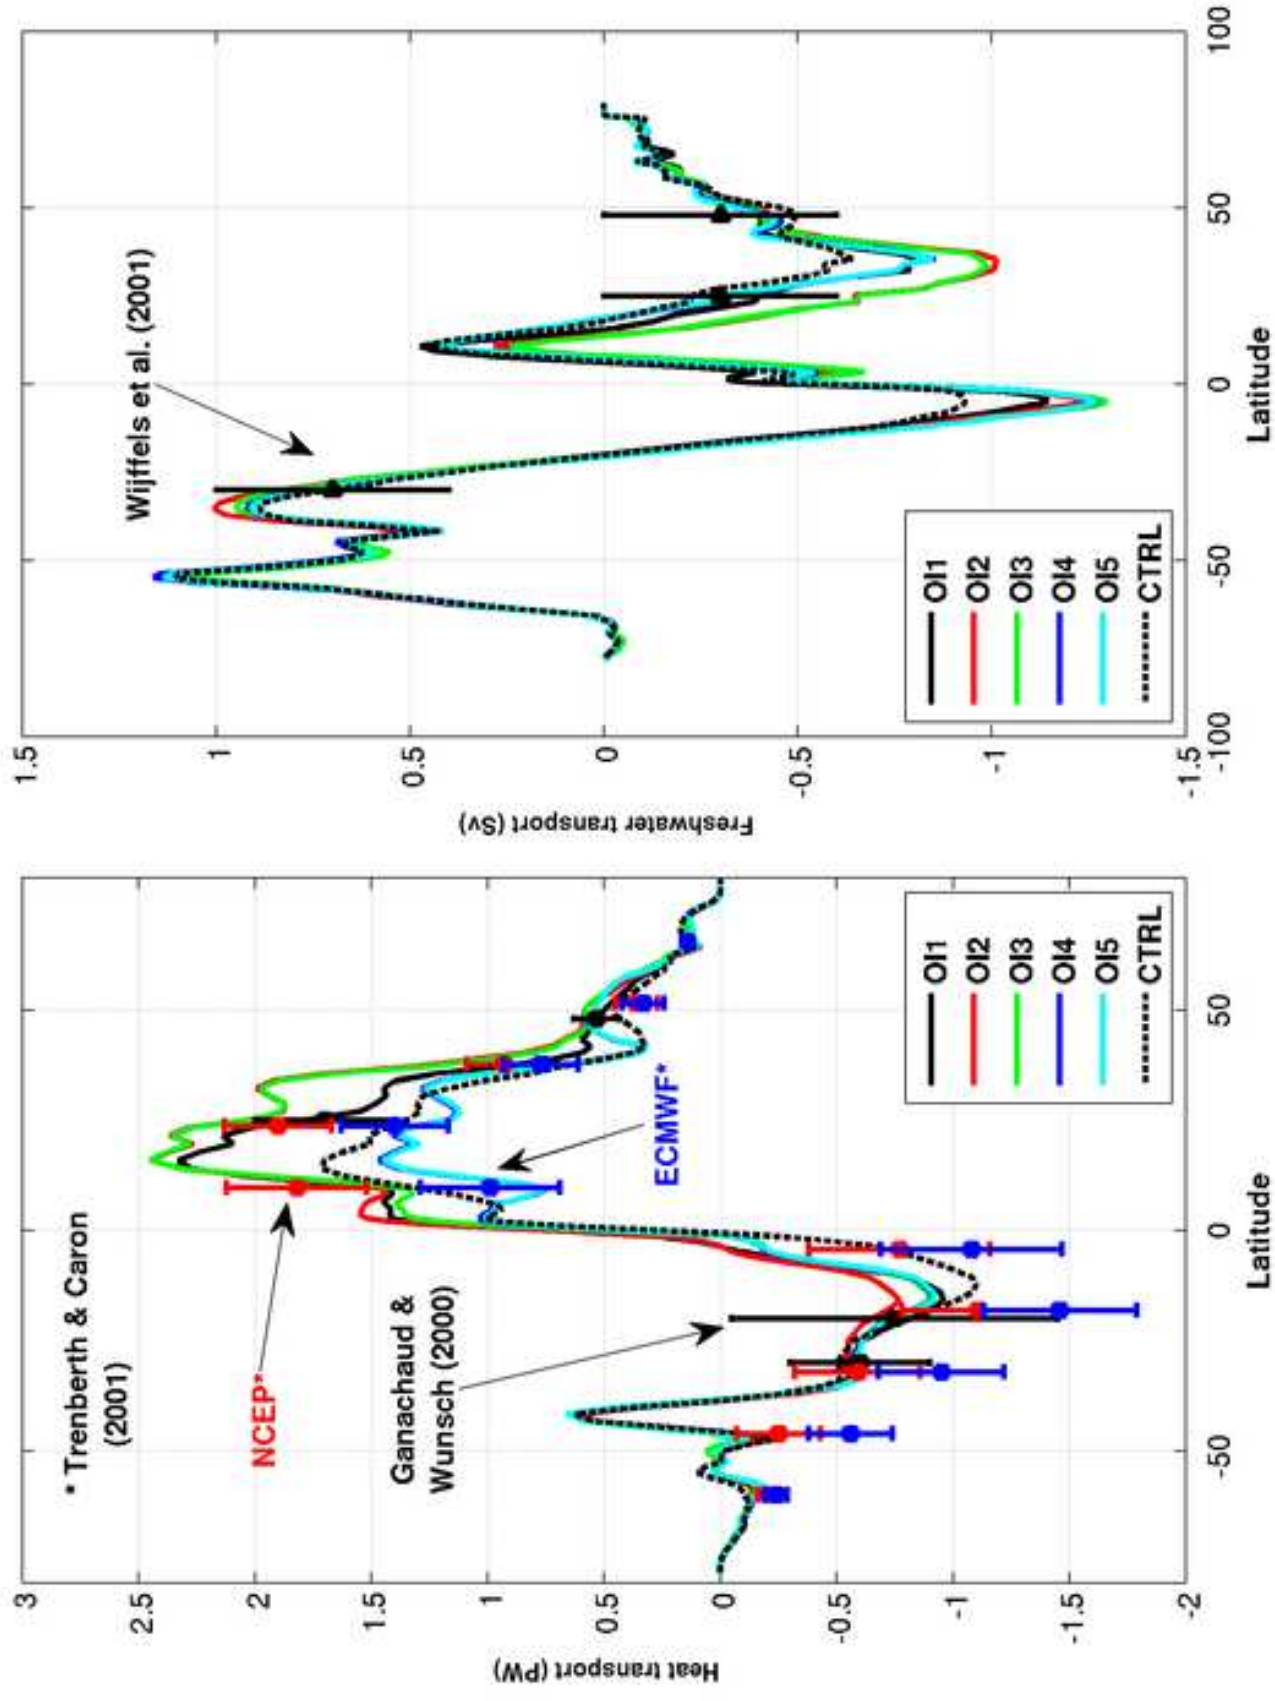 * Trenberth & Caron
(2001)
NCEP*
Ganachaud &
Wunsch (2000)
ECMWF*
OI1
OI2
OI3
OI4
OI5
CTRL
3
2.5
2
1.5
1
0.5
0
-0.5
-1
-1.5
-2
-50
0
50
Heat transport (PW)
Latitude
Wijffels et al. (2001)
OI1
OI2
OI3
OI4
OI5
CTRL
1.5
1
0.5
0
-0.5
-1
-1.5
-100
-50
0
50
100
Freshwater transport (Sv)
Latitude